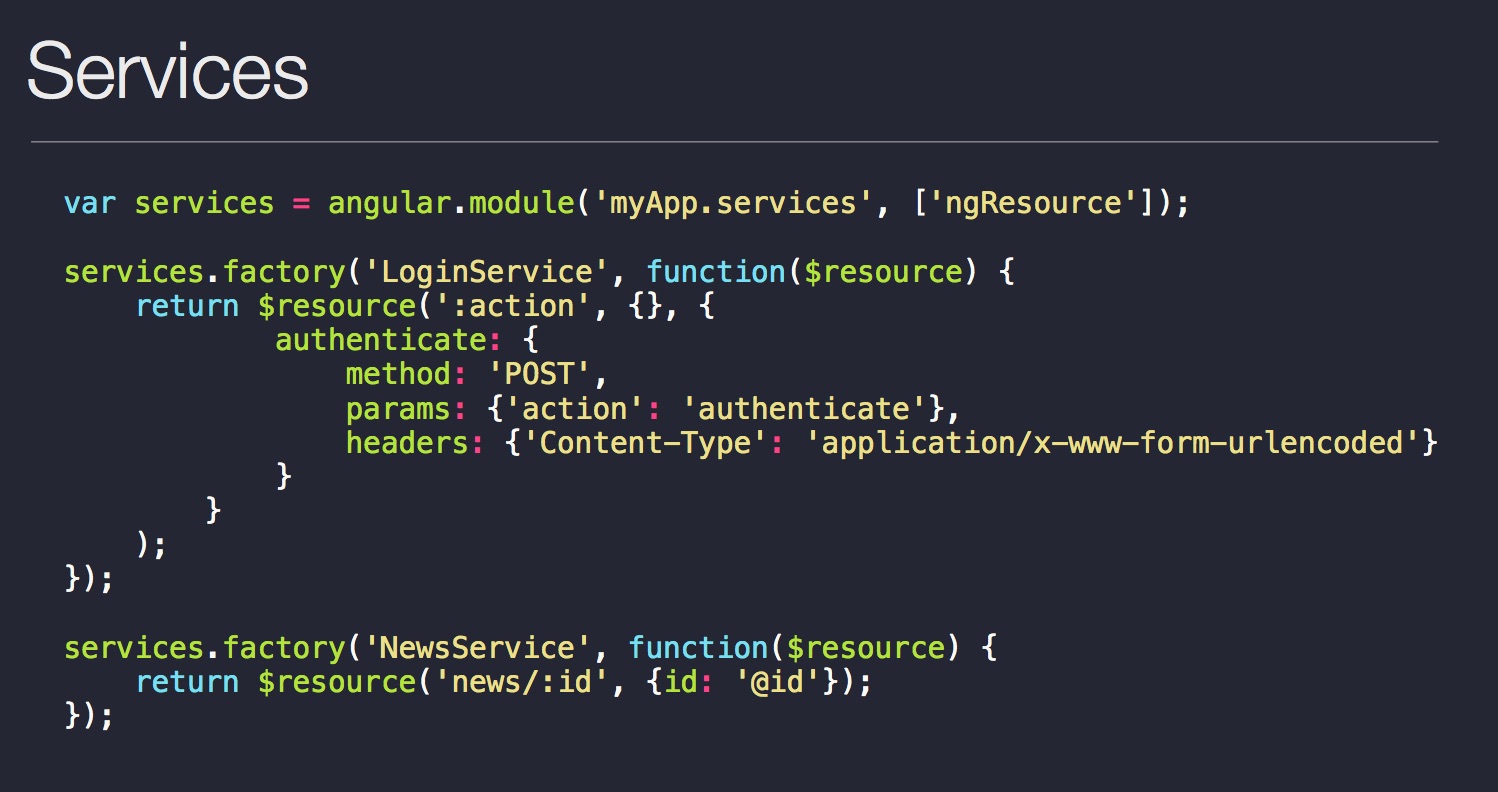 Services
var services = angular.module('myApp.services', ['ngResource']);
services.factory('LoginService', function($resource) {
    return $resource(':action', {}, {
            authenticate: {
                method: 'POST',
                params: {'action': 'authenticate'},
                headers: {'Content-Type': 'application/x-www-form-urlencoded'}
            }
        }
    );
});
services.factory('NewsService', function($resource) {
    return $resource('news/:id', {id: '@id'});
});